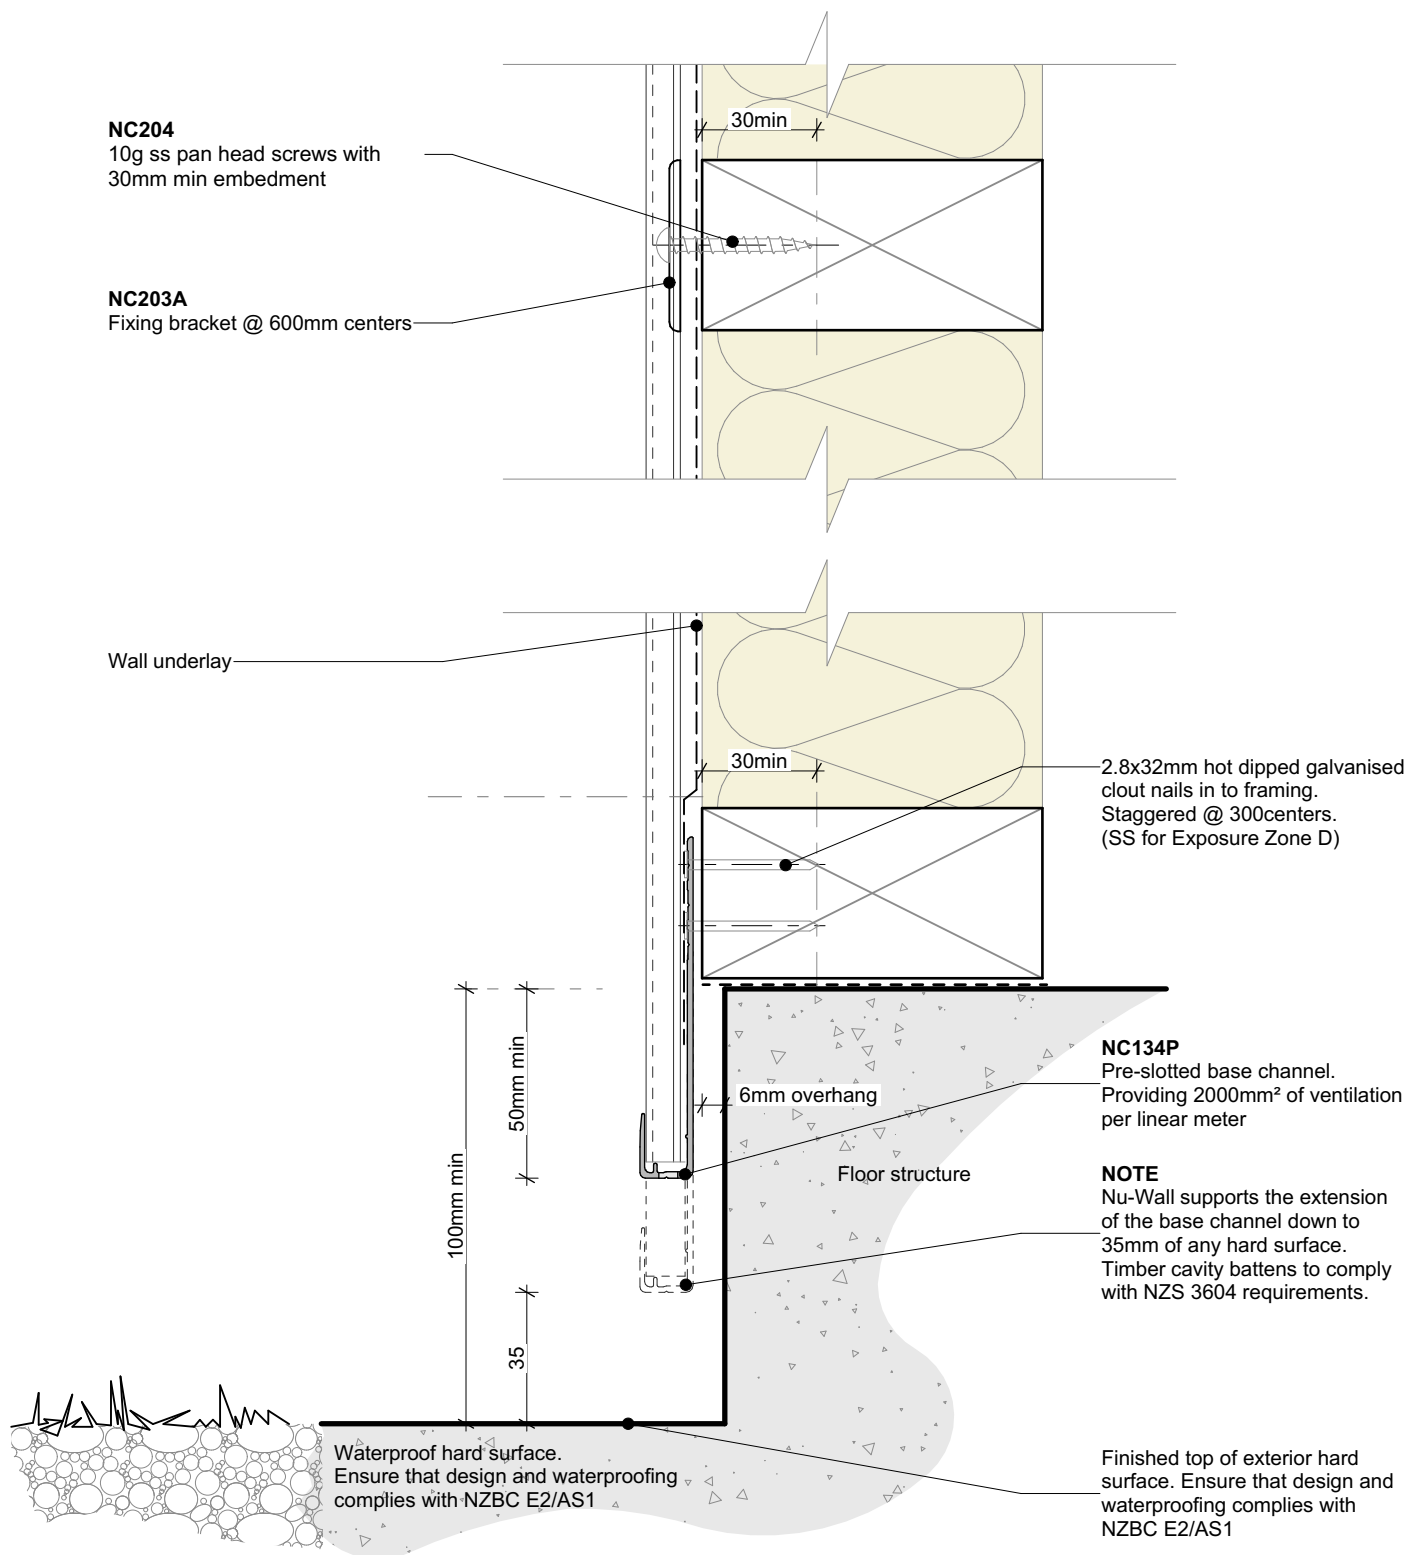 30min
NC204
10g ss pan head screws with
30mm min embedment
NC203A
Fixing bracket @ 600mm centers
Wall underlay
30min
2.8x32mm hot dipped galvanised
clout nails in to framing.
Staggered @ 300centers.
(SS for Exposure Zone D)
50mm min
100mm min
6mm overhang
NC134P
Pre-slotted base channel.
Providing 2000mm² of ventilation
per linear meter
Floor structure
NOTE
Nu-Wall supports the extension
of the base channel down to
35mm of any hard surface.
Timber cavity battens to comply
with NZS 3604 requirements.
35
Waterproof hard surface.
Ensure that design and waterproofing
complies with NZBC E2/AS1
Finished top of exterior hard
surface. Ensure that design and
waterproofing complies with
NZBC E2/AS1